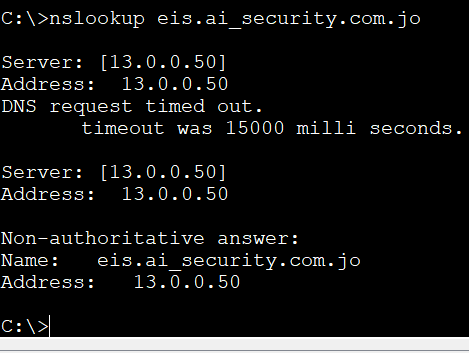 C:\>nslookup eis.ai_security.com.jo
Server: [13.0.0.50]
Address:  13.0.0.50
DNS request timed out.
timeout was 15000 milli seconds.
Server: [13.0.0.50]
Address:  13.0.0.50
Non-authoritative answer:
Name:   eis.ai_security.com.jo
Address:   13.0.0.50
C:\>